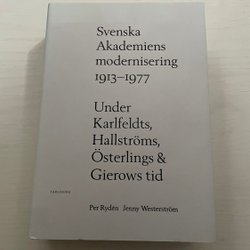 Svenska
Akademiens
modernisering
1913–1977
Under
Karlfeldts,
Hallströms,
Österlings &
Gierows tid
Per Rydén Jenny Westerström